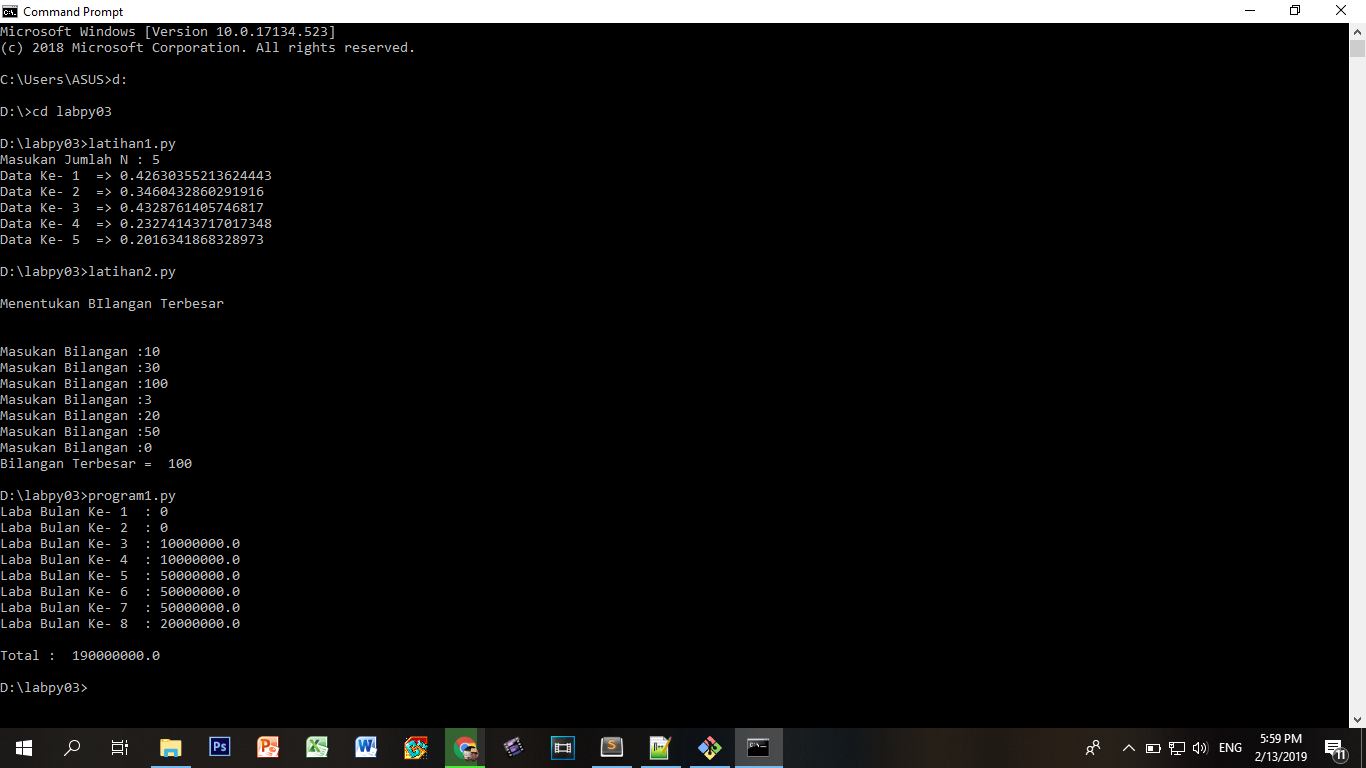 Command Prompt
Microsoft Windows [Version 10.0.17134.523]
(c) 2018 Microsoft Corporation. All rights reserved.
C:\Users\ASUS>d:
D:\>cd labpy03
D:\labpy03>latihan1.py
Masukan Jumlah N : 5
Data Ke- 1  => 0.42630355213624443
Data Ke- 2  => 0.3460432860291916
Data Ke- 3  => 0.4328761405746817
Data Ke- 4  => 0.23274143717017348
Data Ke- 5  => 0.2016341868328973
D:\labpy03>latihan2.py
Menentukan BIlangan Terbesar
Masukan Bilangan :10
Masukan Bilangan :30
Masukan Bilangan :100
Masukan Bilangan :3
Masukan Bilangan :20
Masukan Bilangan :50
Masukan Bilangan :0
Bilangan Terbesar =  100
D:\labpy03>program1.py
Laba Bulan Ke- 1  : 0
Laba Bulan Ke- 2  : 0
Laba Bulan Ke- 3  : 10000000.0
Laba Bulan Ke- 4  : 10000000.0
Laba Bulan Ke- 5  : 50000000.0
Laba Bulan Ke- 6  : 50000000.0
Laba Bulan Ke- 7  : 50000000.0
Laba Bulan Ke- 8  : 20000000.0
Total :  190000000.0
D:\labpy03>
ENG
5:59 PM
2/13/2019
11